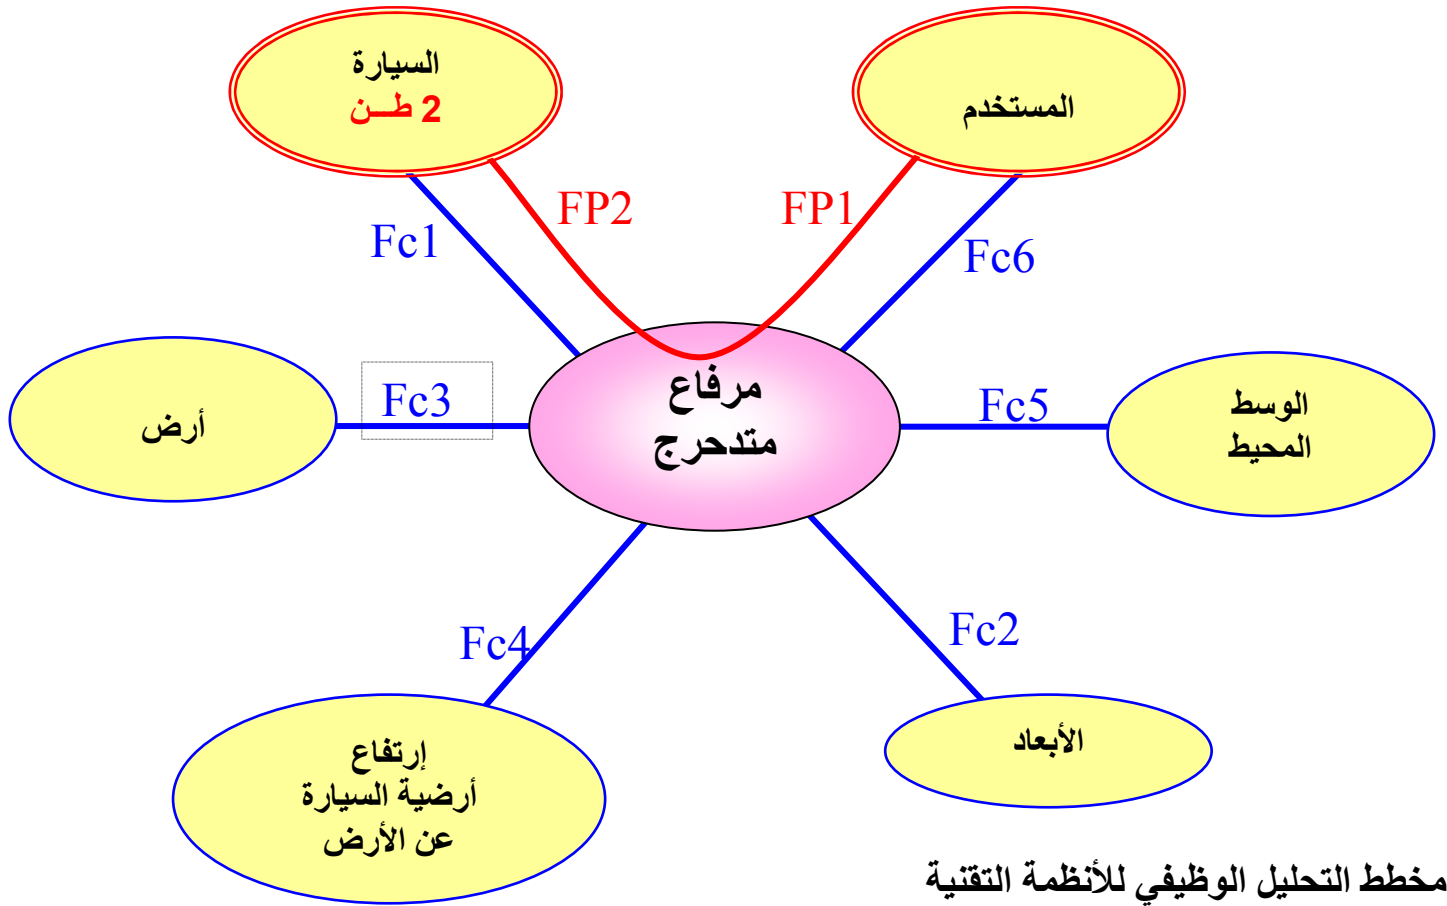 السيارة
2 طـــن
المستخدم
FP2
FP1
Fc1
Fc6
مرفاع
متدحرج
Fc3
أرض
Fc5
الوسط
المحيط
Fc4
Fc2
إرتفاع
أرضية السيارة
عن الأرض
الأبعاد
مخطط التحليل الوظيفي للأنظمة التقنية